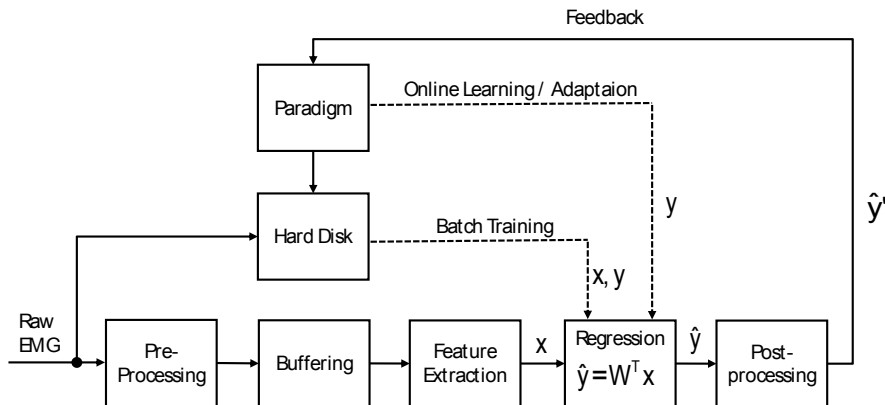 Feedback
Online Learning / Adaptaion
Paradigm
y
ŷ'
Hard Disk
Batch Training
x, y
Raw
EMG
Pre-
Processing
Buffering
Feature
Extraction
x
Regression
ŷ=Wᵀx
ŷ
Post-
processing